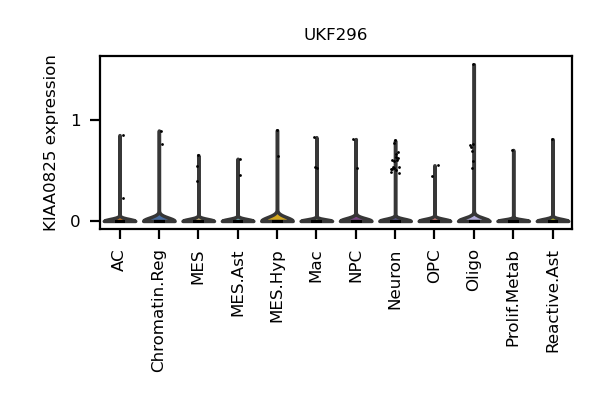 UKF296
KIAA0825 expression
1
0
AC
Chromatin.Reg
MES
MES.Ast
MES.Hyp
Mac
NPC
Neuron
OPC
Oligo
Prolif.Metab
Reactive.Ast